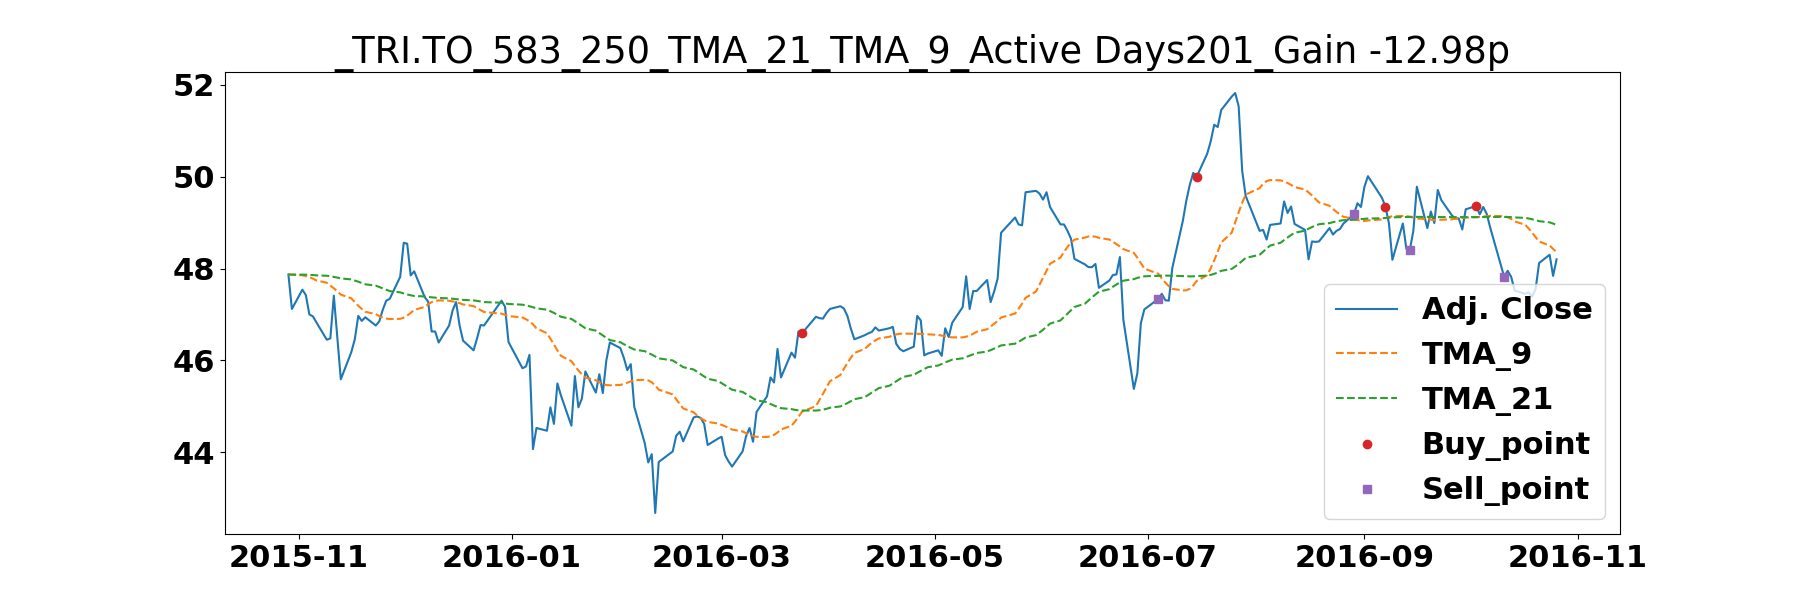 _TRI.TO_583_250_TMA_21_TMA_9_Active Days201_Gain -12.98p
52
50
48
46
44
Adj. Close
TMA_9
TMA_21
Buy_point
Sell_point
2015-11 2016-01 2016-03 2016-05 2016-07 2016-09 2016-11